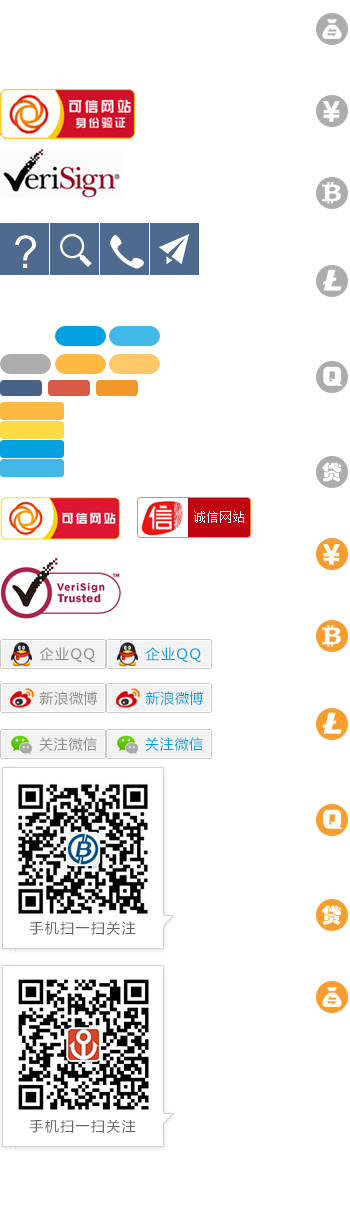 ¥
可信网站
身份验证
VeriSign®
?
Q
贷
可信网站
诚信网站
信
¥
VeriSign™
Trusted
企业QQ
企业QQ
新浪微博
新浪微博
关注微信
关注微信
Q
手机扫一扫关注
贷
手机扫一扫关注